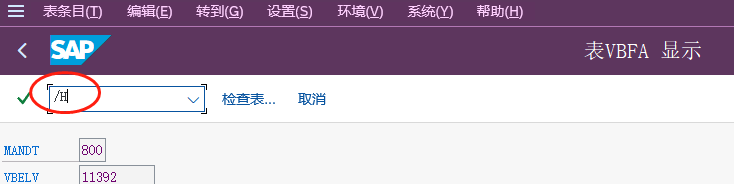 表条目(T) 编辑(E) 转到(G) 设置(S) 环境(V) 系统(Y) 帮助(H)
SAP 表VBFA 显示
/H 检查表... 取消
MANDT 800
VBELV 11392